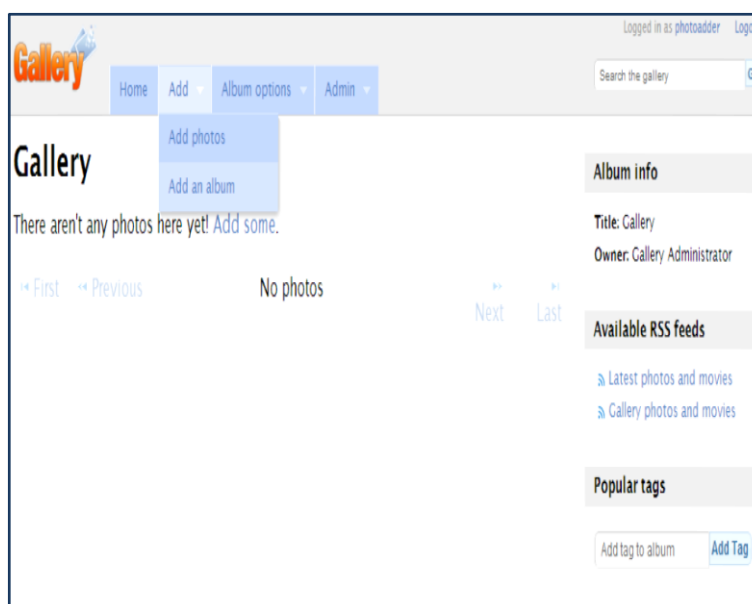 Logged in as photoadder
Gallery
Home Add Album options Admin
Search the gallery
Add photos
Add an album
Gallery
There aren't any photos here yet! Add some.
First Previous No photos Next Last
Album info
Title: Gallery
Owner: Gallery Administrator
Available RSS feeds
Latest photos and movies
Gallery photos and movies
Popular tags
Add tag to album Add Tag